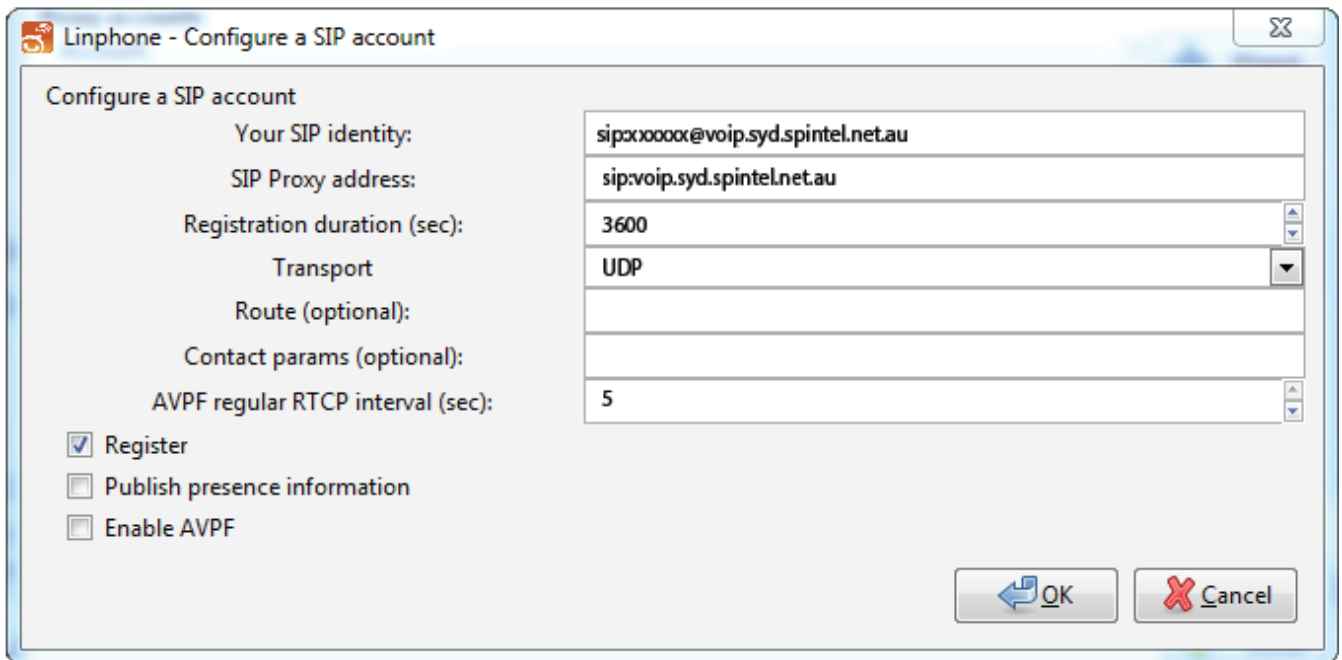 Linphone - Configure a SIP account
Configure a SIP account
Your SIP identity: sip:xxxxxx@voip.syd.spintel.net.au
SIP Proxy address: sip:voip.syd.spintel.net.au
Registration duration (sec): 3600
Transport UDP
Route (optional):
Contact params (optional):
AVPF regular RTCP interval (sec): 5
Register
Publish presence information
Enable AVPF
OK Cancel